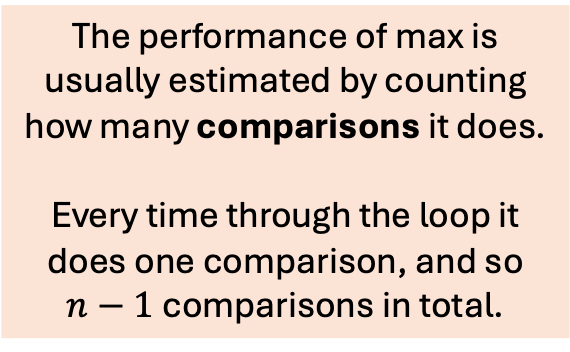 The performance of max is
usually estimated by counting
how many comparisons it does.
Every time through the loop it
does one comparison, and so
n − 1 comparisons in total.